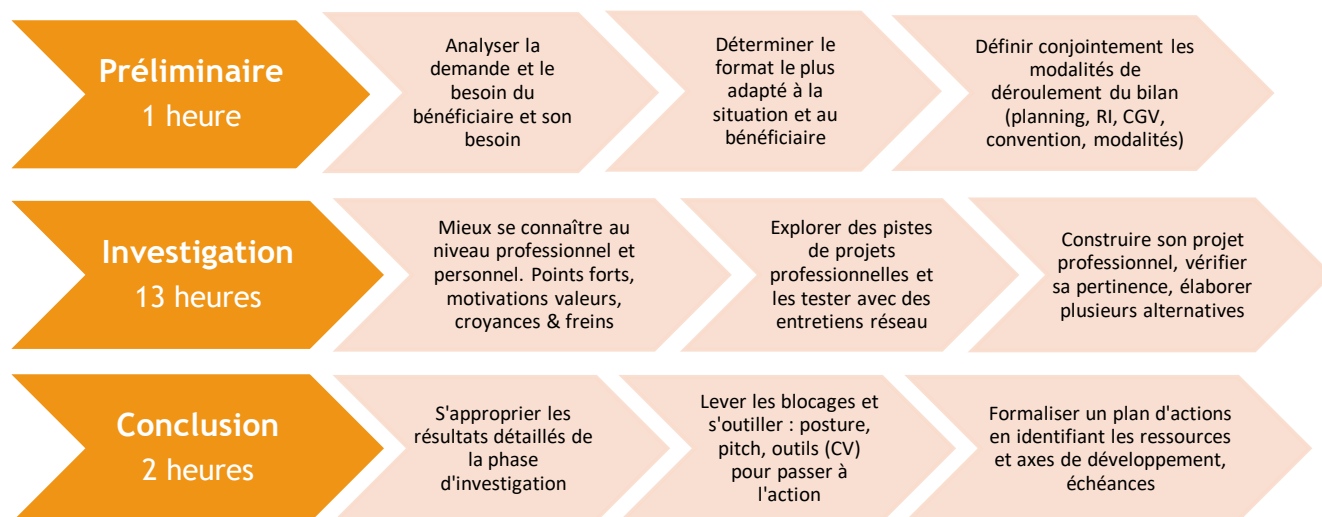 Préliminaire
1 heure
Analyser la
demande et le
besoin du
bénéficiaire et son
besoin
Déterminer le
format le plus
adapté à la
situation et au
bénéficiaire
Définir conjointement les
modalités de
déroulement du bilan
(planning, RI, CGV,
convention, modalités)
Investigation
13 heures
Mieux se connaître au
niveau professionnel et
personnel. Points forts,
motivations valeurs,
croyances & freins
Explorer des pistes
de projets
professionnelles et
les tester avec des
entretiens réseau
Construire son projet
professionnel, vérifier
sa pertinence, élaborer
plusieurs alternatives
Conclusion
2 heures
S'approprier les
résultats détaillés de
la phase
d'investigation
Lever les blocages et
s'outiller : posture,
pitch, outils (CV)
pour passer à
l'action
Formaliser un plan d'actions
en identifiant les ressources
et axes de développement,
échéances